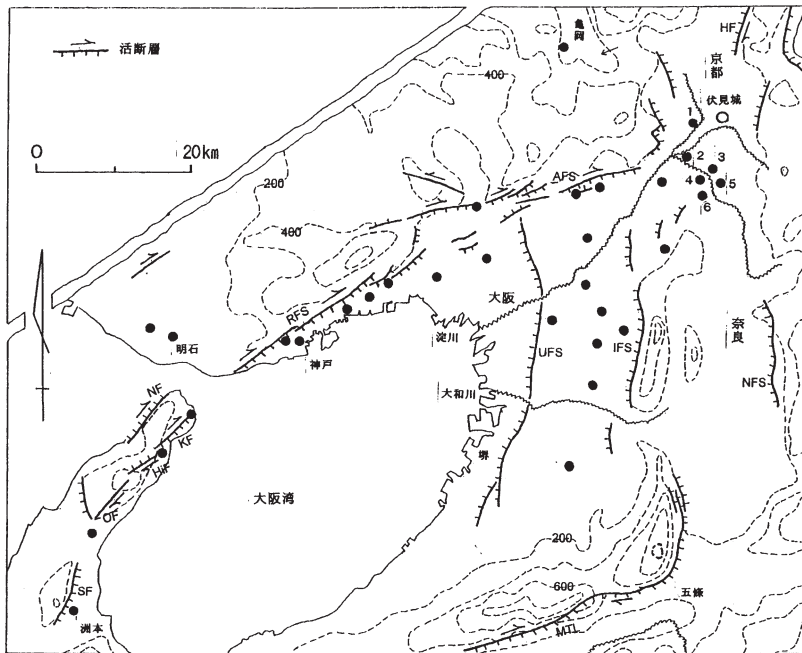 活断層
0
20km
亀岡
HF
京都
伏見城
1
2
3
4
5
6
400
200
400
AFS
RFS
大阪
淀川
神戸
明石
UFS
IFS
奈良
NFS
大和川
堺
NF
KF
HiF
OF
大阪湾
SF
洲本
200
600
五條
MTL